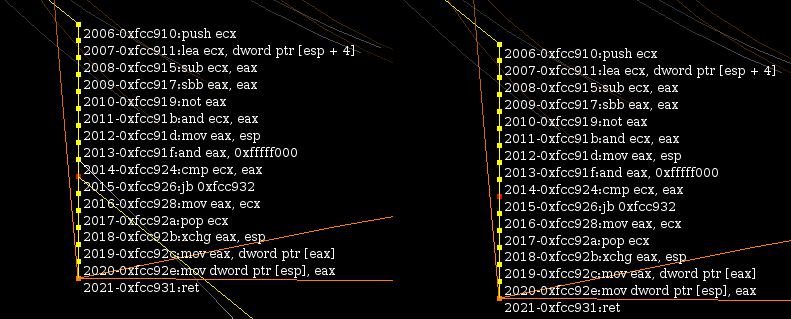 2006-0xfcc910:push ecx
2007-0xfcc911:lea ecx, dword ptr [esp + 4]
2008-0xfcc915:sub ecx, eax
2009-0xfcc917:sbb eax, eax
2010-0xfcc919:not eax
2011-0xfcc91b:and ecx, eax
2012-0xfcc91d:mov eax, esp
2013-0xfcc91f:and eax, 0xfffff000
2014-0xfcc924:cmp ecx, eax
2015-0xfcc926:jb 0xfcc932
2016-0xfcc928:mov eax, ecx
2017-0xfcc92a:pop ecx
2018-0xfcc92b:xchg eax, esp
2019-0xfcc92c:mov eax, dword ptr [eax]
2020-0xfcc92e:mov dword ptr [esp], eax
2021-0xfcc931:ret
2006-0xfcc910:push ecx
2007-0xfcc911:lea ecx, dword ptr [esp + 4]
2008-0xfcc915:sub ecx, eax
2009-0xfcc917:sbb eax, eax
2010-0xfcc919:not eax
2011-0xfcc91b:and ecx, eax
2012-0xfcc91d:mov eax, esp
2013-0xfcc91f:and eax, 0xfffff000
2014-0xfcc924:cmp ecx, eax
2015-0xfcc926:jb 0xfcc932
2016-0xfcc928:mov eax, ecx
2017-0xfcc92a:pop ecx
2018-0xfcc92b:xchg eax, esp
2019-0xfcc92c:mov eax, dword ptr [eax]
2020-0xfcc92e:mov dword ptr [esp], eax
2021-0xfcc931:ret